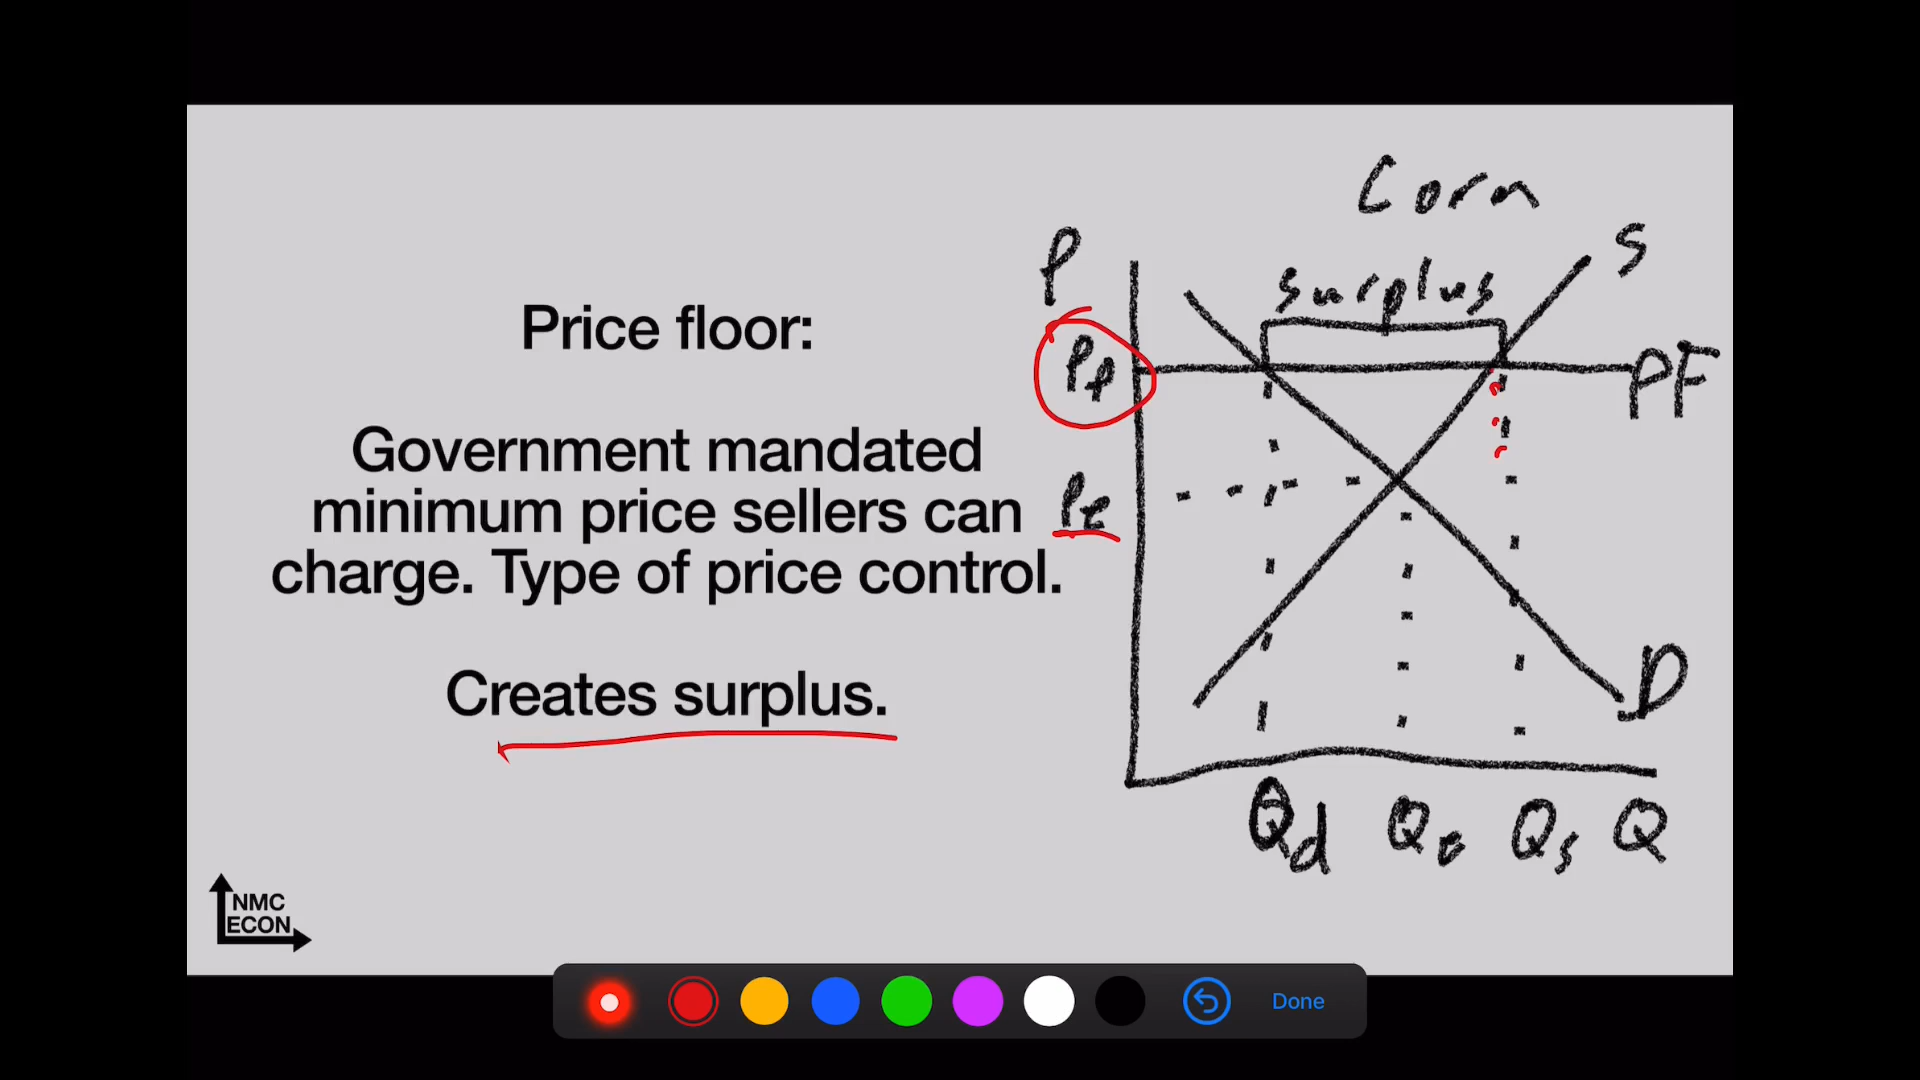 Price floor:
Government mandated
minimum price sellers can
charge. Type of price control.
Creates surplus.
NMC
ECON
Corn
P
S
surplus
Pf
PF
Pe
D
Qd Qe Qs Q
Done